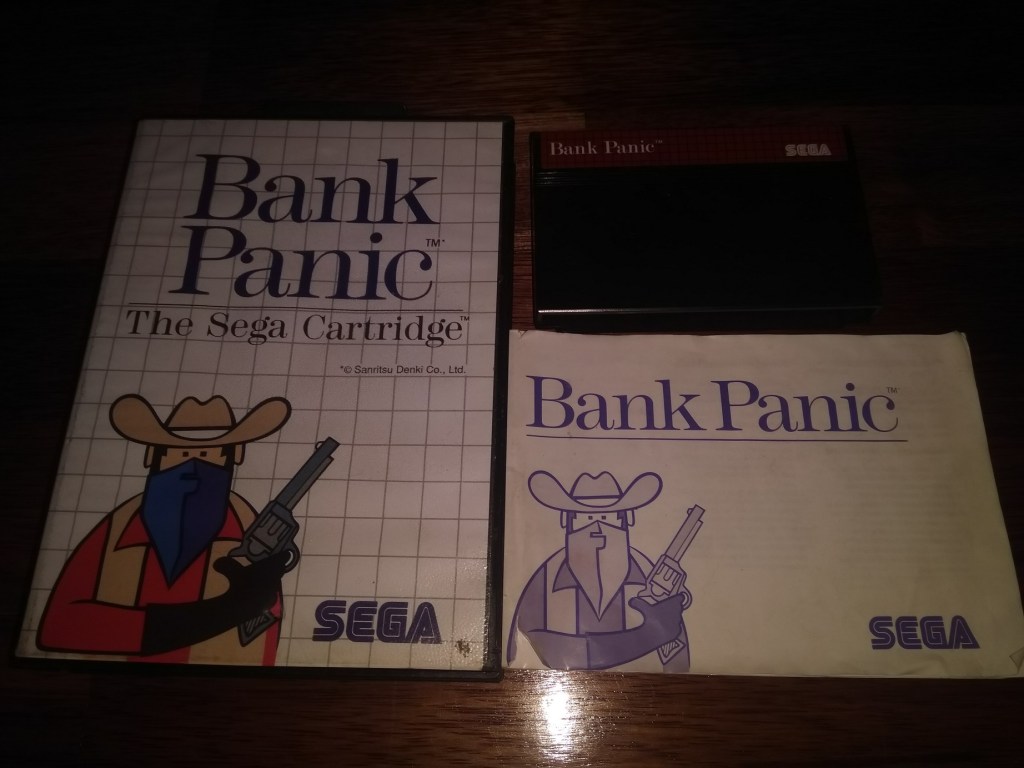 Bank
Panic™
The Sega Cartridge™
*© Sanritsu Denki Co., Ltd.
SEGA
Bank Panic™
SEGA
Bank Panic™
SEGA